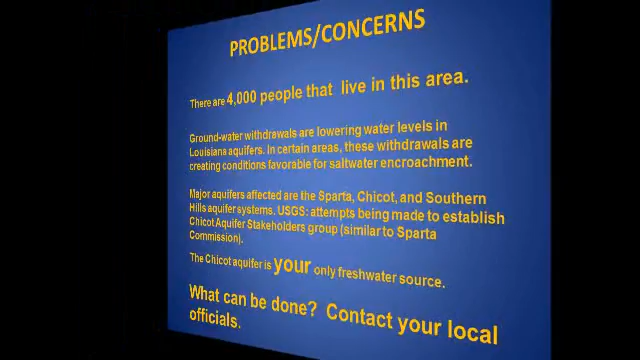 PROBLEMS/CONCERNS
There are 4,000 people that live in this area.
Ground-water withdrawals are lowering water levels in
Louisiana aquifers. In certain areas, these withdrawals are
creating conditions favorable for saltwater encroachment.
Major aquifers affected are the Sparta, Chicot, and Southern
Hills aquifer systems. USGS: attempts being made to establish
Chicot Aquifer Stakeholders group (similar to Sparta
Commission).
The Chicot aquifer is your only freshwater source.
What can be done? Contact your local
officials.